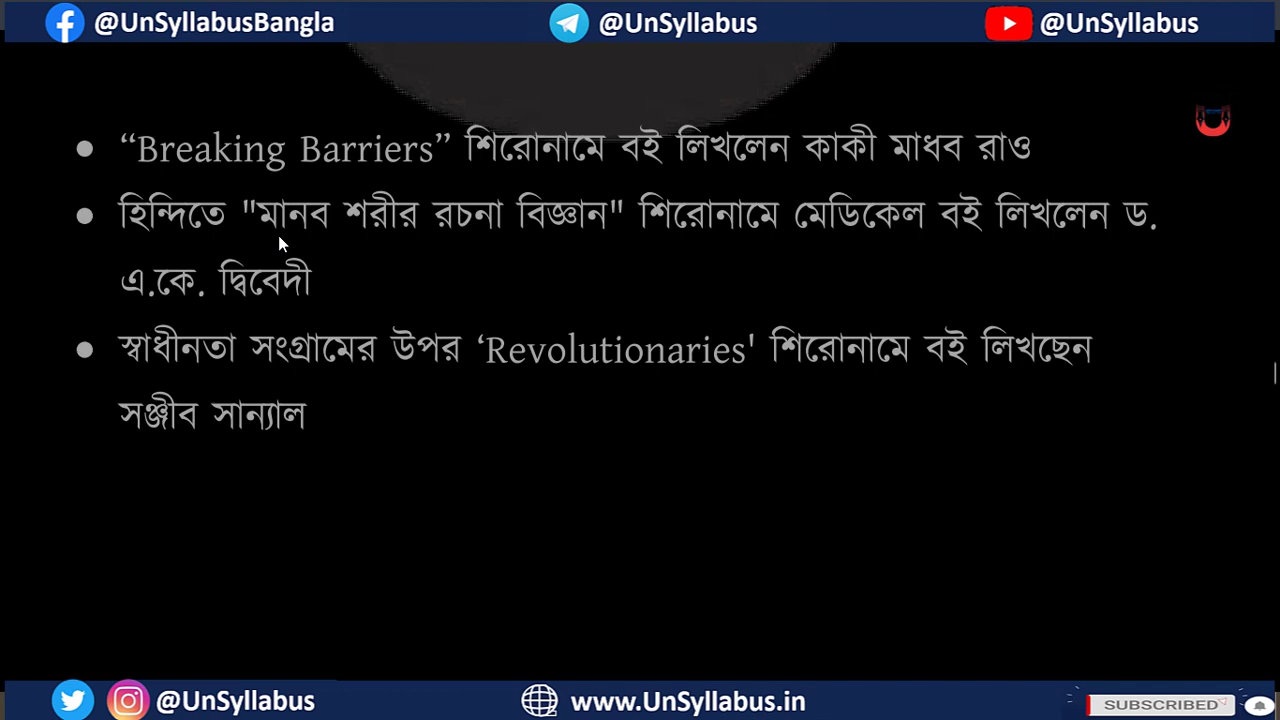 @UnSyllabusBangla @UnSyllabus @UnSyllabus
● “Breaking Barriers” শিরোনামে বই লিখলেন কাকী মাধব রাও
● হিন্দিতে "মানব শরীর রচনা বিজ্ঞান" শিরোনামে মেডিকেল বই লিখলেন ড.
এ.কে. দ্বিবেদী
● স্বাধীনতা সংগ্রামের উপর ‘Revolutionaries' শিরোনামে বই লিখছেন
সঞ্জীব সান্যাল
@UnSyllabus www.UnSyllabus.in SUBSCRIBED